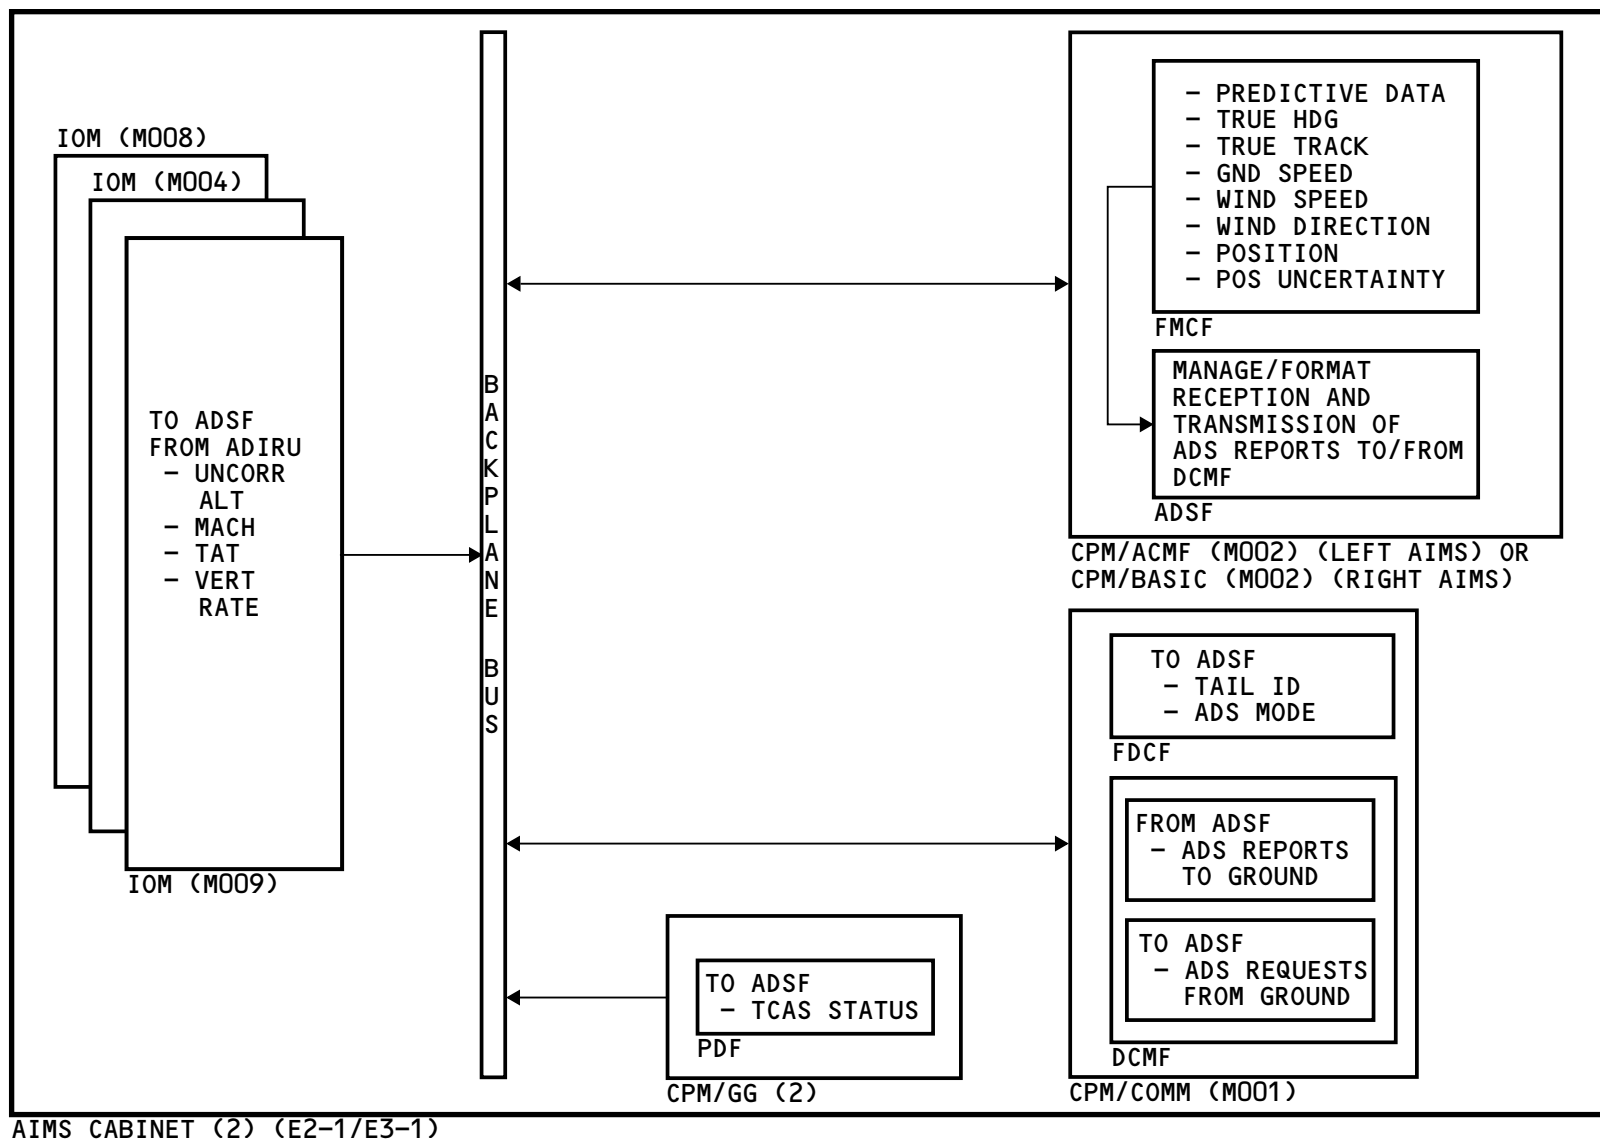 IOM (M008)
IOM (M004)
TO ADSF
FROM ADIRU
- UNCORR
ALT
- MACH
- TAT
- VERT
RATE
IOM (M009)
BACKPLANE BUS
- PREDICTIVE DATA
- TRUE HDG
- TRUE TRACK
- GND SPEED
- WIND SPEED
- WIND DIRECTION
- POSITION
- POS UNCERTAINTY
FMCF
MANAGE/FORMAT
RECEPTION AND
TRANSMISSION OF
ADS REPORTS TO/FROM
DCMF
ADSF
CPM/ACMF (M002) (LEFT AIMS) OR
CPM/BASIC (M002) (RIGHT AIMS)
TO ADSF
- TAIL ID
- ADS MODE
FDCF
FROM ADSF
- ADS REPORTS
TO GROUND
TO ADSF
- ADS REQUESTS
FROM GROUND
DCMF
CPM/COMM (M001)
TO ADSF
- TCAS STATUS
PDF
CPM/GG (2)
AIMS CABINET (2) (E2-1/E3-1)